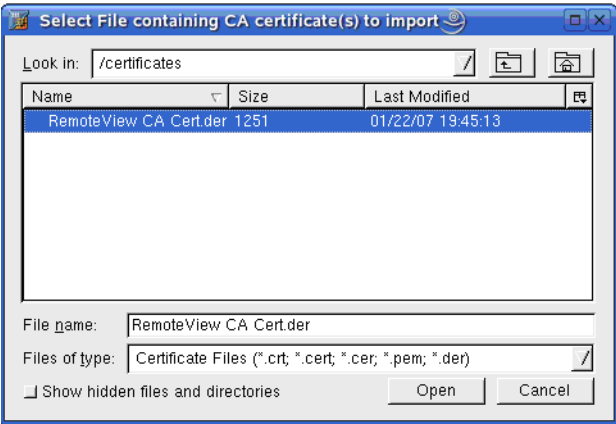 Select File containing CA certificate(s) to import
Look in: /certificates
Name Size Last Modified
RemoteView CA Cert.der 1251 01/22/07 19:45:13
File name: RemoteView CA Cert.der
Files of type: Certificate Files (*.crt; *.cert; *.cer; *.pem; *.der)
Show hidden files and directories Open Cancel